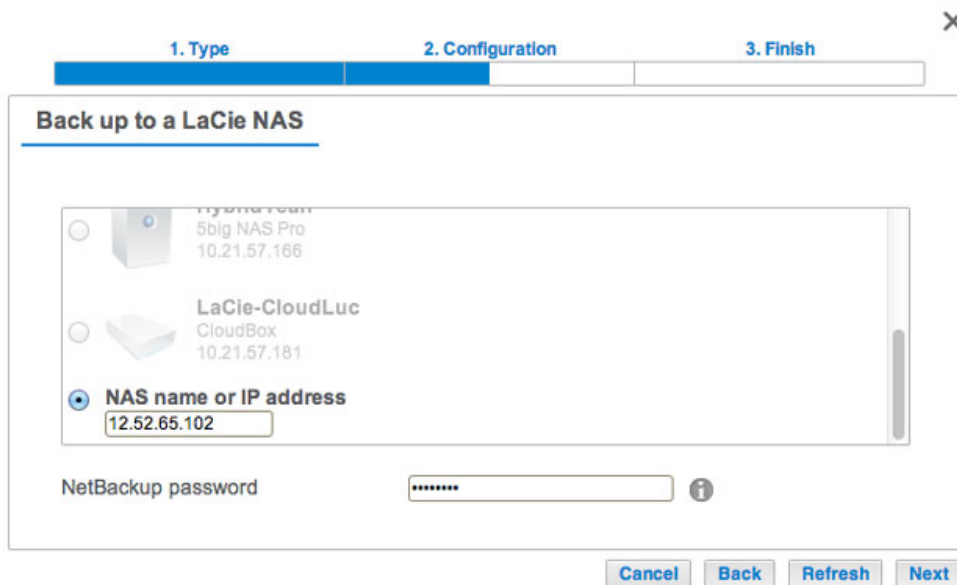 1. Type
2. Configuration
3. Finish
Back up to a LaCie NAS
5big NAS Pro
10.21.57.166
LaCie-CloudLuc
CloudBox
10.21.57.181
NAS name or IP address
12.52.65.102
NetBackup password
••••••••
Cancel
Back
Refresh
Next